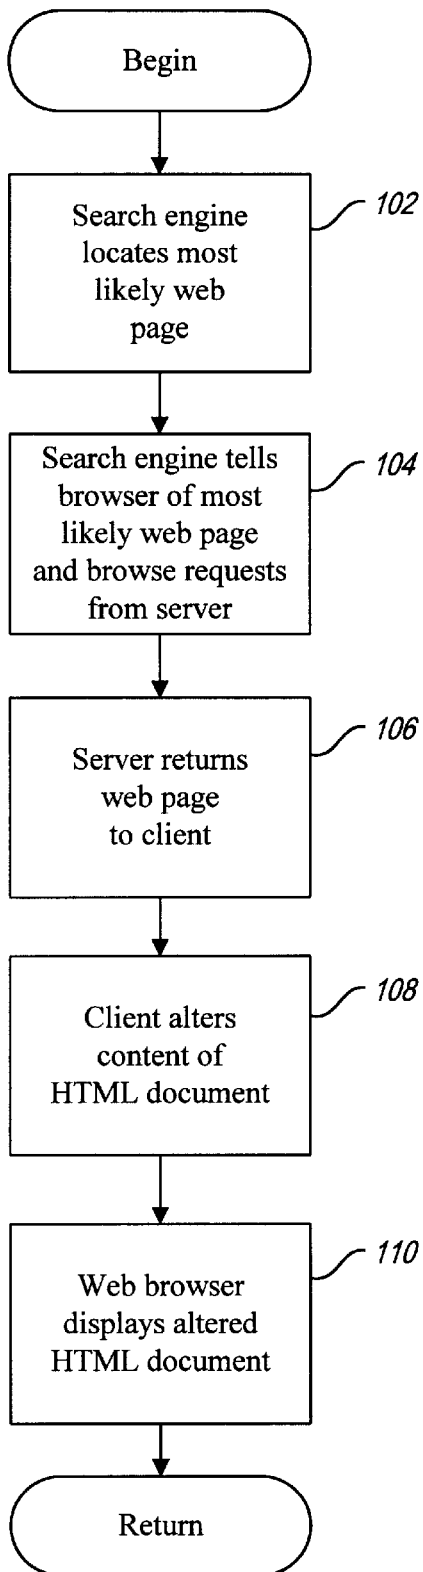 Begin
Search engine
locates most
likely web
page
102
Search engine tells
browser of most
likely web page
and browse requests
from server
104
Server returns
web page
to client
106
Client alters
content of
HTML document
108
Web browser
displays altered
HTML document
110
Return